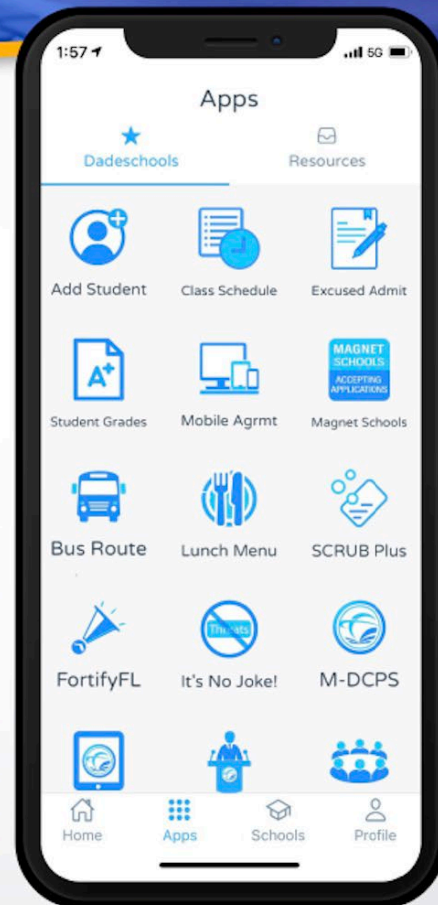 1:57
5G
Apps
Dadeschools
Resources
Add Student
Class Schedule
Excused Admit
A+
MAGNET
SCHOOLS
ACCEPTING
APPLICATIONS
Student Grades
Mobile Agrmt
Magnet Schools
Bus Route
Lunch Menu
SCRUB Plus
Threats
FortifyFL
It's No Joke!
M-DCPS
Home
Apps
Schools
Profile